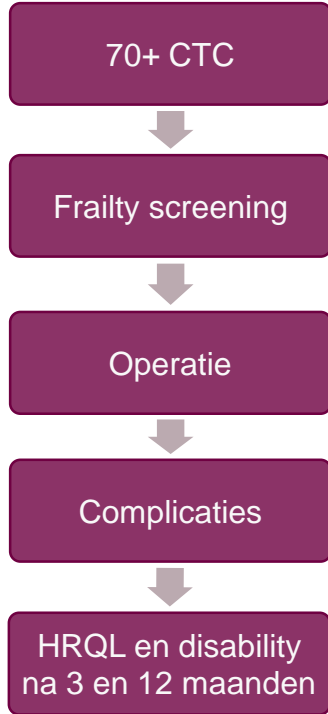 70+ CTC
Frailty screening
Operatie
Complicaties
HRQL en disability
na 3 en 12 maanden